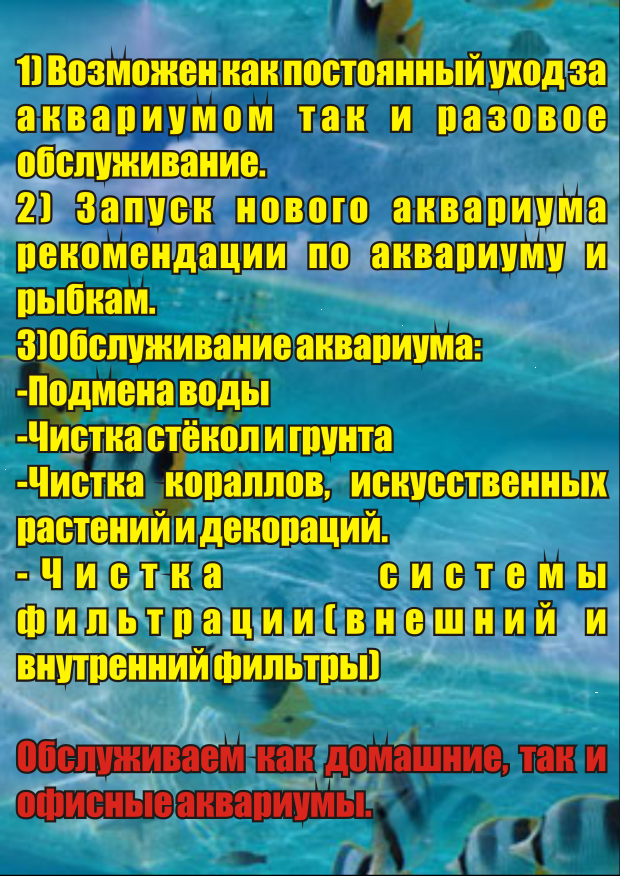 1) Возможен как постоянный уход за
аквариумом так и разовое
обслуживание.
2) Запуск нового аквариума
рекомендации по аквариуму и
рыбкам.
3)Обслуживание аквариума:
-Подмена воды
-Чистка стёкол и грунта
-Чистка кораллов, искусственных
растений и декораций.
-Чистка системы
фильтрации(внешний и
внутренний фильтры)
Обслуживаем как домашние, так и
офисные аквариумы.